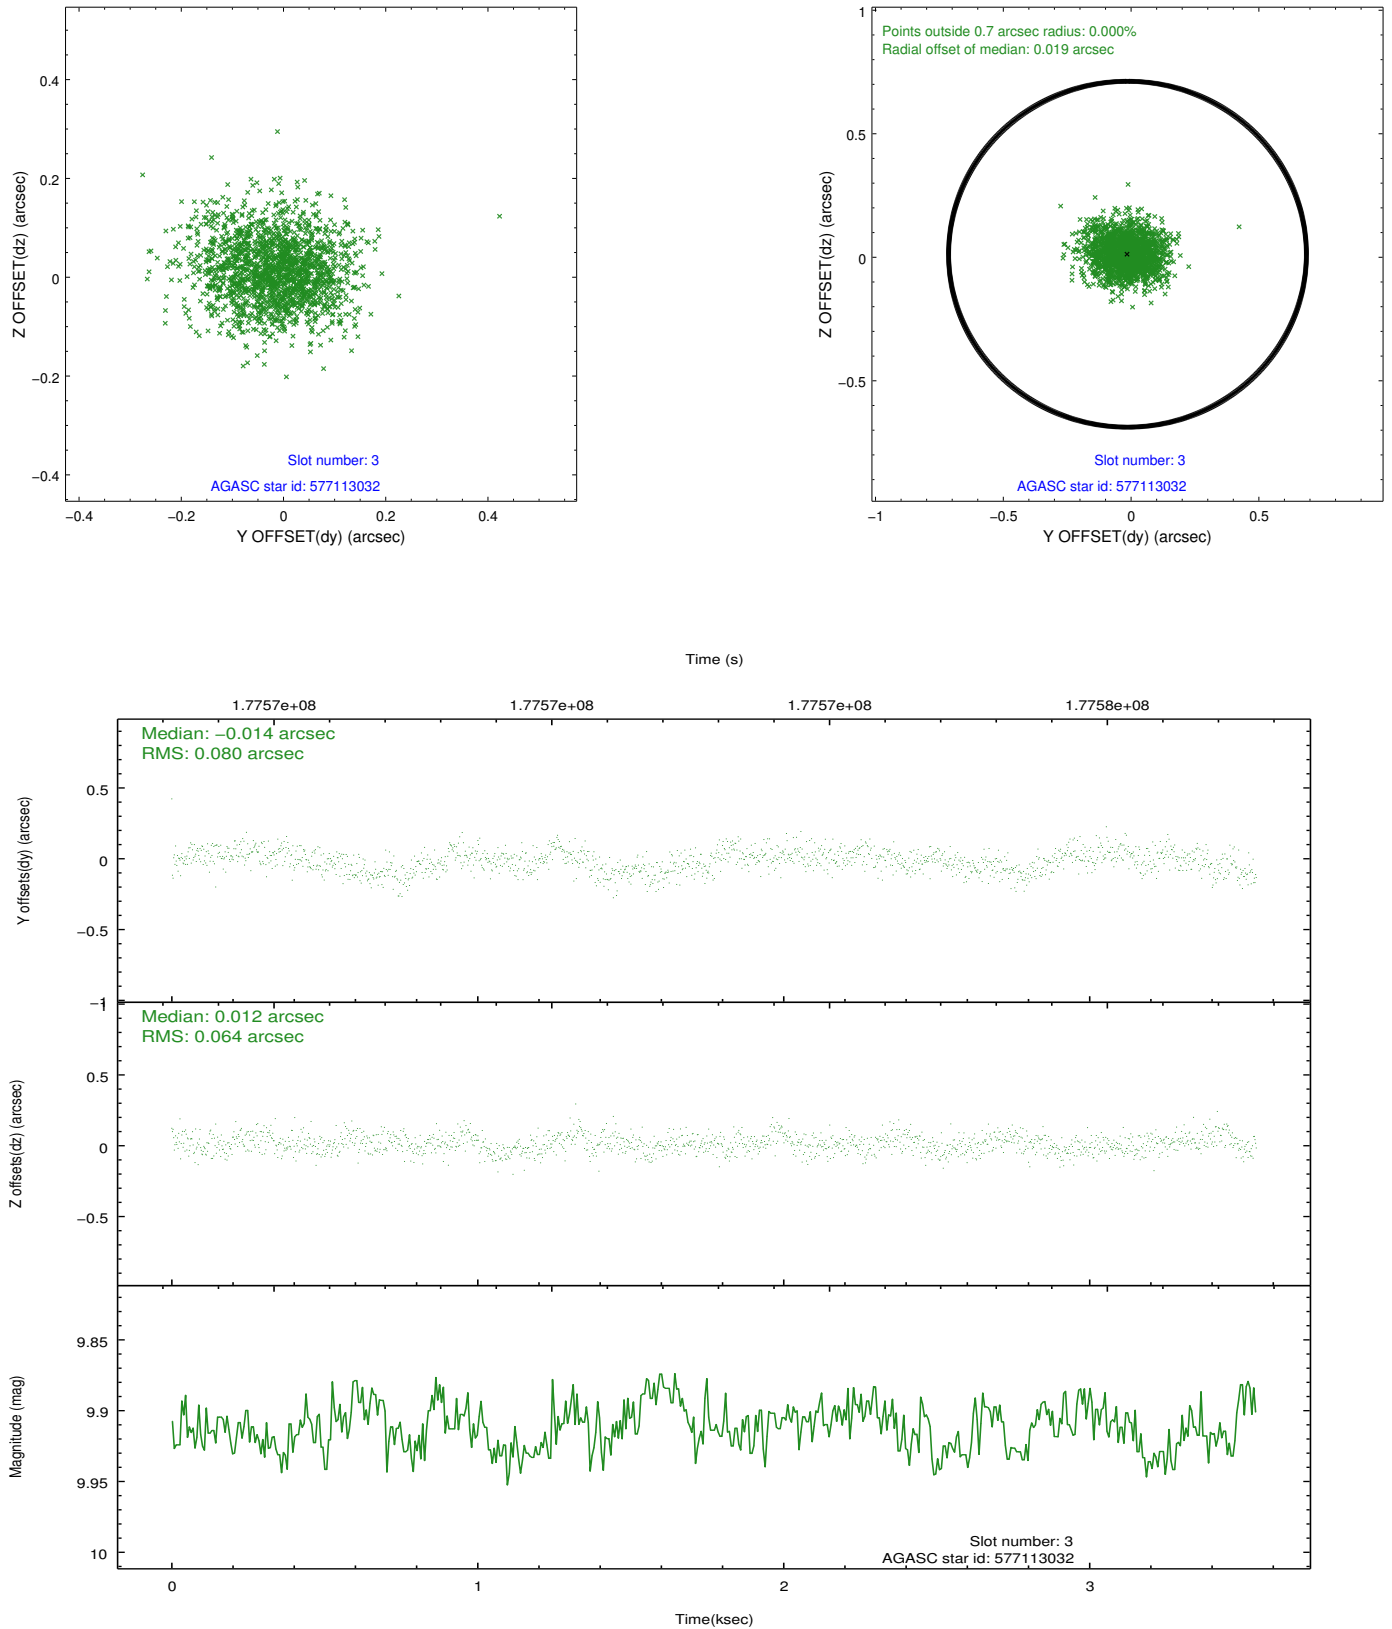 0.4
0.2
0
−0.2
−0.4
Z OFFSET(dz) (arcsec)
Slot number: 3
AGASC star id: 577113032
−0.4
−0.2
0
0.2
0.4
Y OFFSET(dy) (arcsec)
Points outside 0.7 arcsec radius: 0.000%
Radial offset of median: 0.019 arcsec
1
0.5
0
−0.5
Z OFFSET(dz) (arcsec)
Slot number: 3
AGASC star id: 577113032
−1
−0.5
0
0.5
Y OFFSET(dy) (arcsec)
Time (s)
1.7757e+08
1.7757e+08
1.7757e+08
1.7758e+08
Median: −0.014 arcsec
RMS: 0.080 arcsec
0.5
0
−0.5
−1
Y offsets(dy) (arcsec)
Median: 0.012 arcsec
RMS: 0.064 arcsec
1
0.5
0
−0.5
Z offsets(dz) (arcsec)
9.85
9.9
9.95
10
Magnitude (mag)
Slot number: 3
AGASC star id: 577113032
0
1
2
3
Time(ksec)